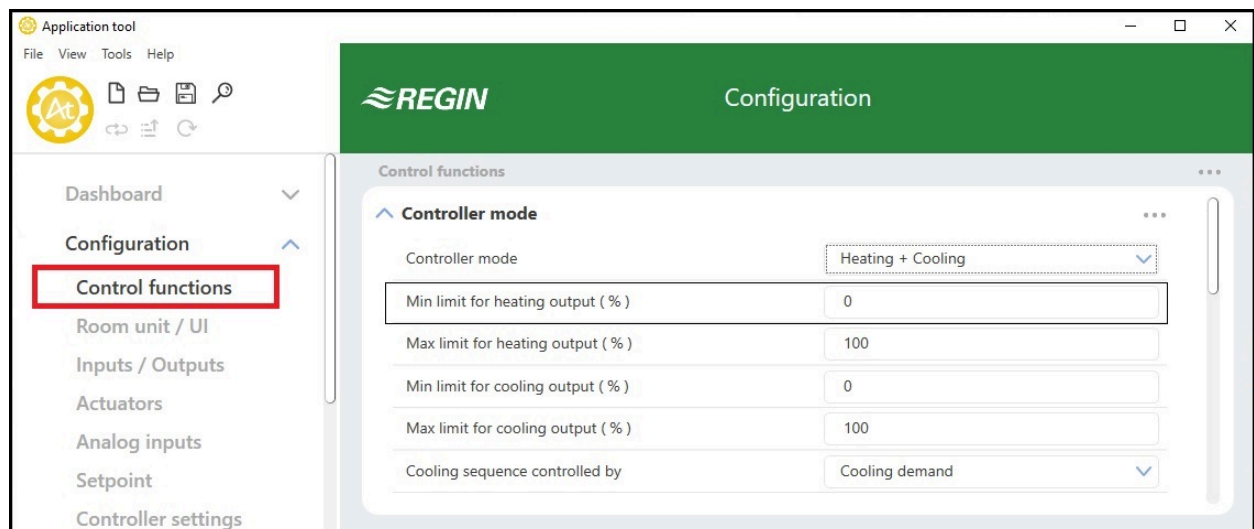 Application tool
File View Tools Help
At
REGIN
Configuration
Dashboard
Configuration
Control functions
Room unit / UI
Inputs / Outputs
Actuators
Analog inputs
Setpoint
Controller settings
Control functions
Controller mode
Controller mode Heating + Cooling
Min limit for heating output ( % ) 0
Max limit for heating output ( % ) 100
Min limit for cooling output ( % ) 0
Max limit for cooling output ( % ) 100
Cooling sequence controlled by Cooling demand